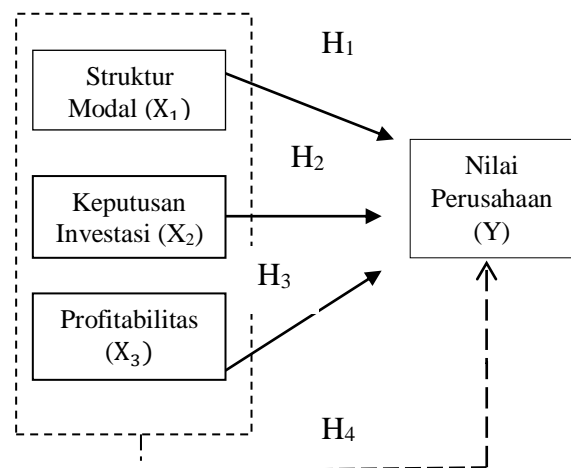 H₁
Struktur
Modal (X₁)
Nilai
Perusahaan
(Y)
H₂
Keputusan
Investasi (X₂)
H₃
Profitabilitas
(X₃)
H₄